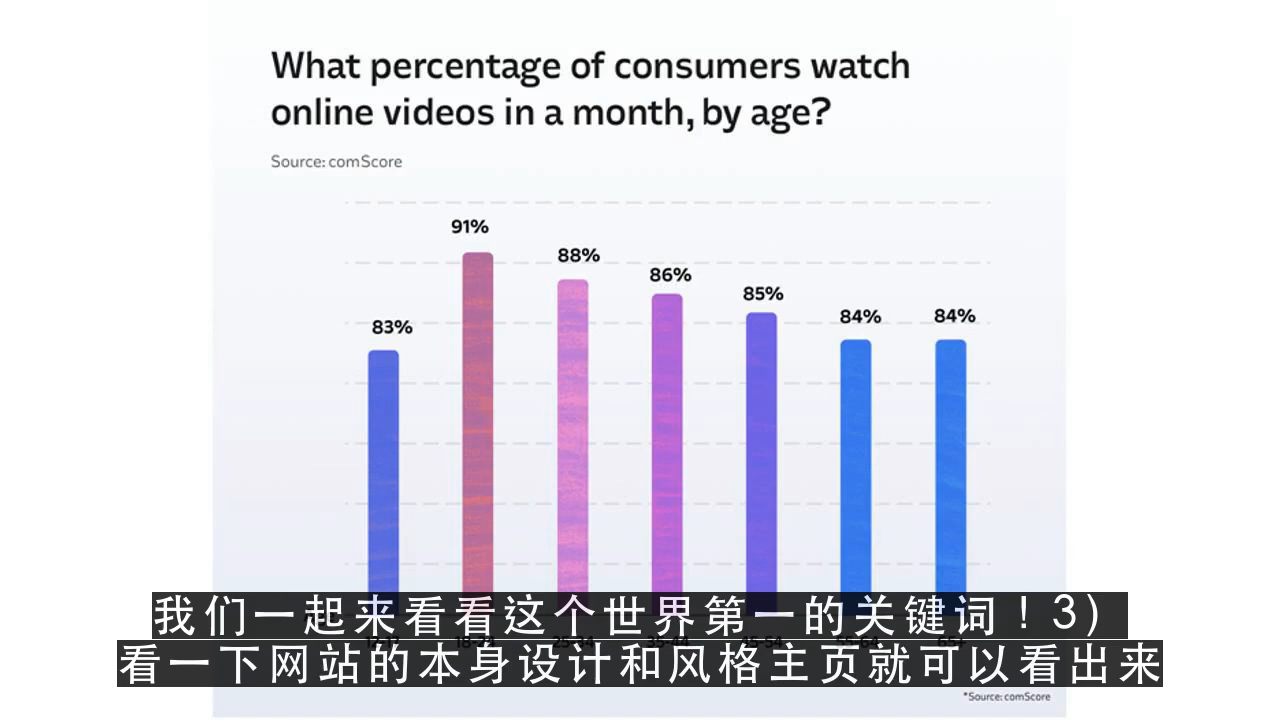 What percentage of consumers watch
online videos in a month, by age?
Source: comScore
91%
88%
86%
85%
84%
84%
83%
我们一起来看看这个世界第一的关键词！3）
看一下网站的本身设计和风格主页就可以看出来
*Source: comScore